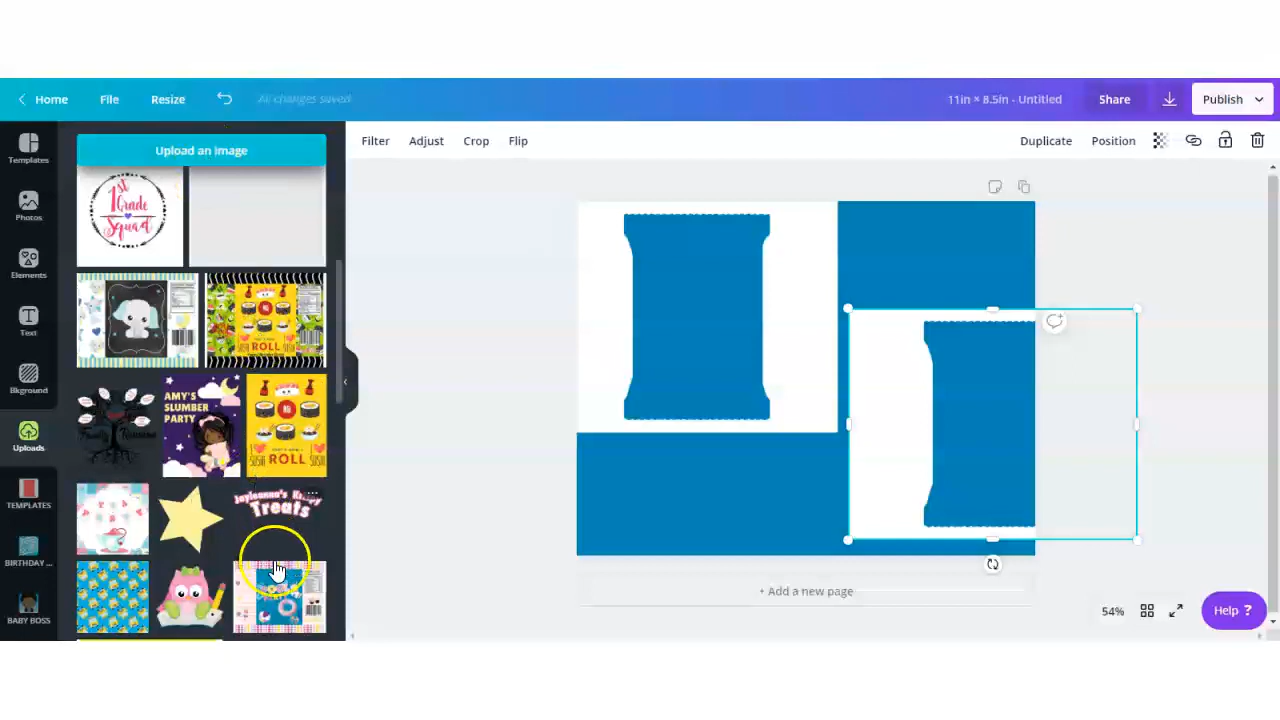 Home File Resize All changes saved 11in × 8.5in - Untitled Share Publish
Upload an image
Filter Adjust Crop Flip Duplicate Position
Templates
Photos
Elements
Text
Bkground
Uploads
TEMPLATES
BIRTHDAY ...
BABY BOSS
1st
Grade
Squad
ROLL
AMY'S
SLUMBER
PARTY
ROLL
Treats
+ Add a new page
54%
Help ?